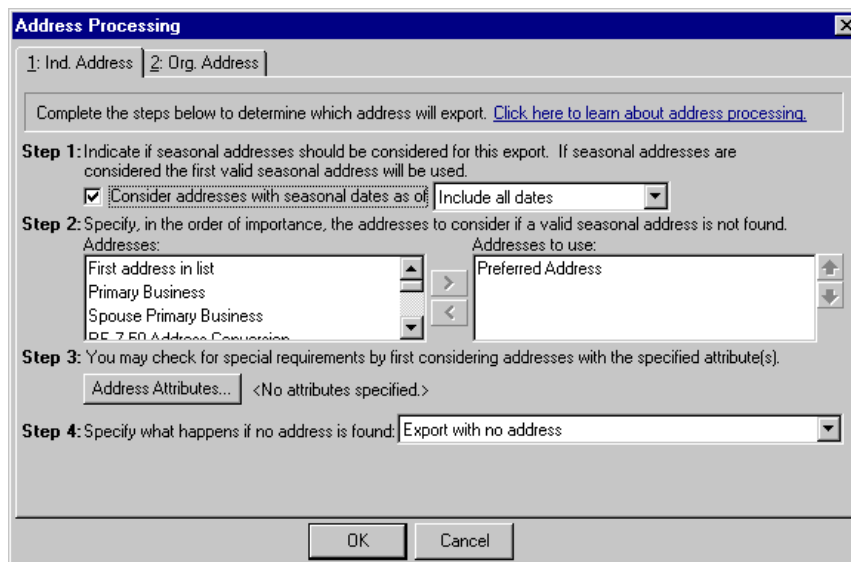 Address Processing
1: Ind. Address 2: Org. Address
Complete the steps below to determine which address will export. Click here to learn about address processing.
Step 1: Indicate if seasonal addresses should be considered for this export. If seasonal addresses are
considered the first valid seasonal address will be used.
Consider addresses with seasonal dates as of Include all dates
Step 2: Specify, in the order of importance, the addresses to consider if a valid seasonal address is not found.
Addresses: Addresses to use:
First address in list Preferred Address
Primary Business
Spouse Primary Business
RE 7.50 Address Conversion
Step 3: You may check for special requirements by first considering addresses with the specified attribute(s).
Address Attributes... <No attributes specified.>
Step 4: Specify what happens if no address is found: Export with no address
OK Cancel